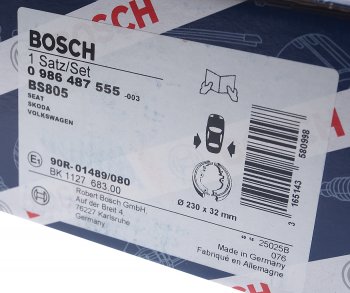 BOSCH
1 Satz/Set
0 986 487 555 -003
BS805
SEAT
SKODA
VOLKSWAGEN
E1
90R-01489/080
BK 1127 683.00
BOSCH
Robert Bosch GmbH
Auf der Breit 4
76227 Karlsruhe
Germany
Ø 230 x 32 mm
25025B
076
Made in Germany
Fabriqué en Allemagne
3 165143 580998